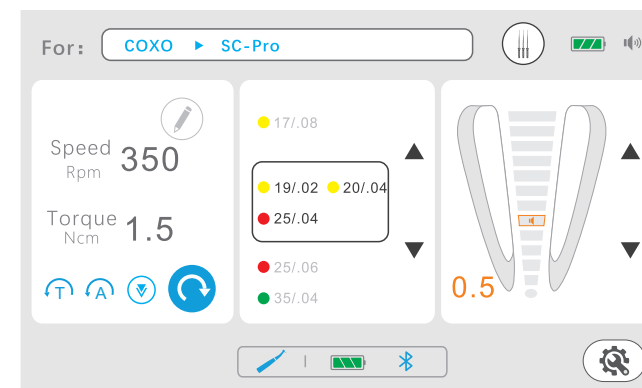 For: COXO ▶ SC-Pro
Speed 350
Rpm
Torque 1.5
Ncm
T A
17/.08
19/.02 20/.04
25/.04
25/.06
35/.04
0.5